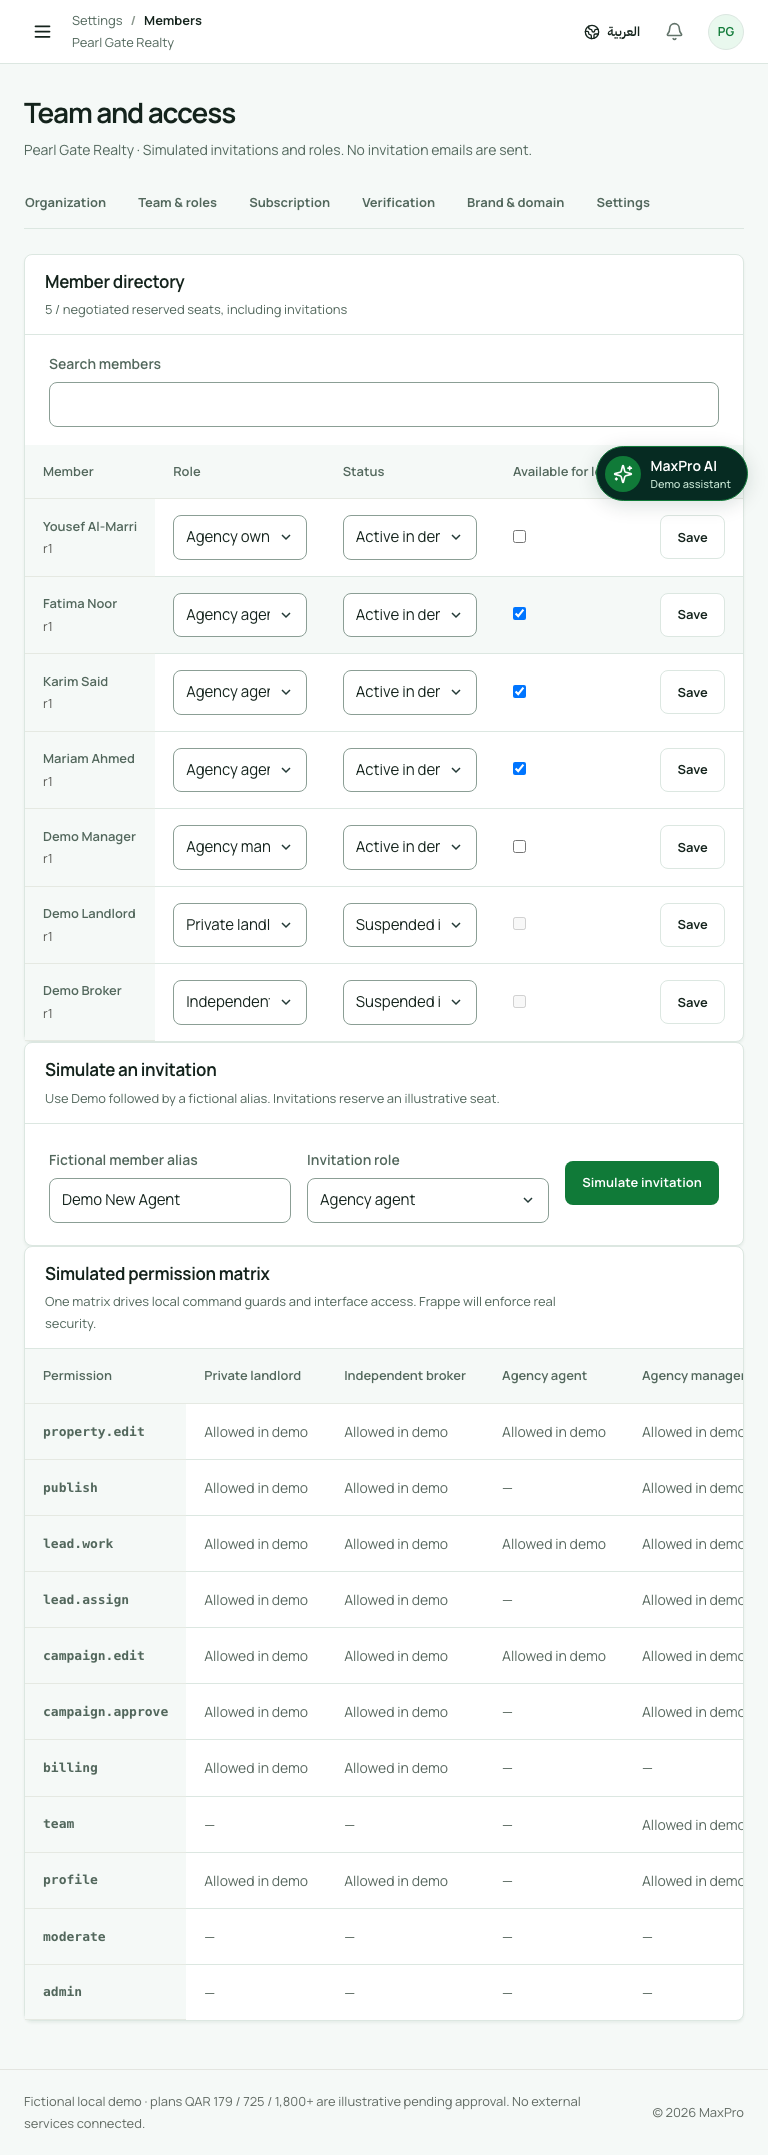 Settings / Members
Pearl Gate Realty
العربية
PG
Team and access
Pearl Gate Realty · Simulated invitations and roles. No invitation emails are sent.
Organization Team & roles Subscription Verification Brand & domain Settings
Member directory
5 / negotiated reserved seats, including invitations
Search members
Member Role Status Available for l
MaxPro AI
Demo assistant
Yousef Al-Marri
r1
Agency own Active in der Save
Fatima Noor
r1
Agency ager Active in der Save
Karim Said
r1
Agency ager Active in der Save
Mariam Ahmed
r1
Agency ager Active in der Save
Demo Manager
r1
Agency man Active in der Save
Demo Landlord
r1
Private landl Suspended i Save
Demo Broker
r1
Independent Suspended i Save
Simulate an invitation
Use Demo followed by a fictional alias. Invitations reserve an illustrative seat.
Fictional member alias Invitation role
Demo New Agent Agency agent Simulate invitation
Simulated permission matrix
One matrix drives local command guards and interface access. Frappe will enforce real
security.
Permission Private landlord Independent broker Agency agent Agency manager
property.edit Allowed in demo Allowed in demo Allowed in demo Allowed in demo
publish Allowed in demo Allowed in demo — Allowed in demo
lead.work Allowed in demo Allowed in demo Allowed in demo Allowed in demo
lead.assign Allowed in demo Allowed in demo — Allowed in demo
campaign.edit Allowed in demo Allowed in demo Allowed in demo Allowed in demo
campaign.approve Allowed in demo Allowed in demo — Allowed in demo
billing Allowed in demo Allowed in demo — —
team — — — Allowed in demo
profile Allowed in demo Allowed in demo — Allowed in demo
moderate — — — —
admin — — — —
Fictional local demo · plans QAR 179 / 725 / 1,800+ are illustrative pending approval. No external
services connected.
© 2026 MaxPro